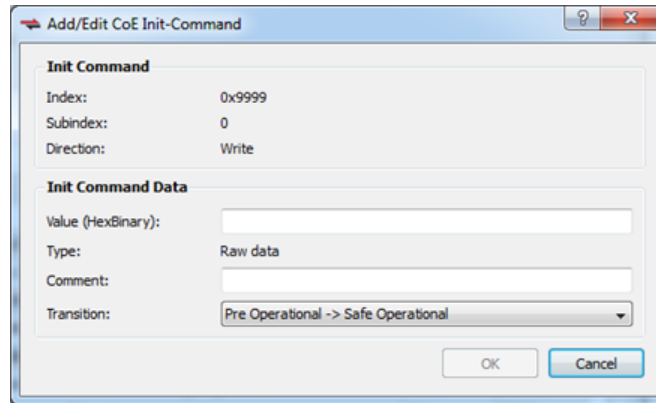 Add/Edit CoE Init-Command
Init Command
Index: 0x9999
Subindex: 0
Direction: Write
Init Command Data
Value (HexBinary):
Type: Raw data
Comment:
Transition: Pre Operational -> Safe Operational
OK Cancel